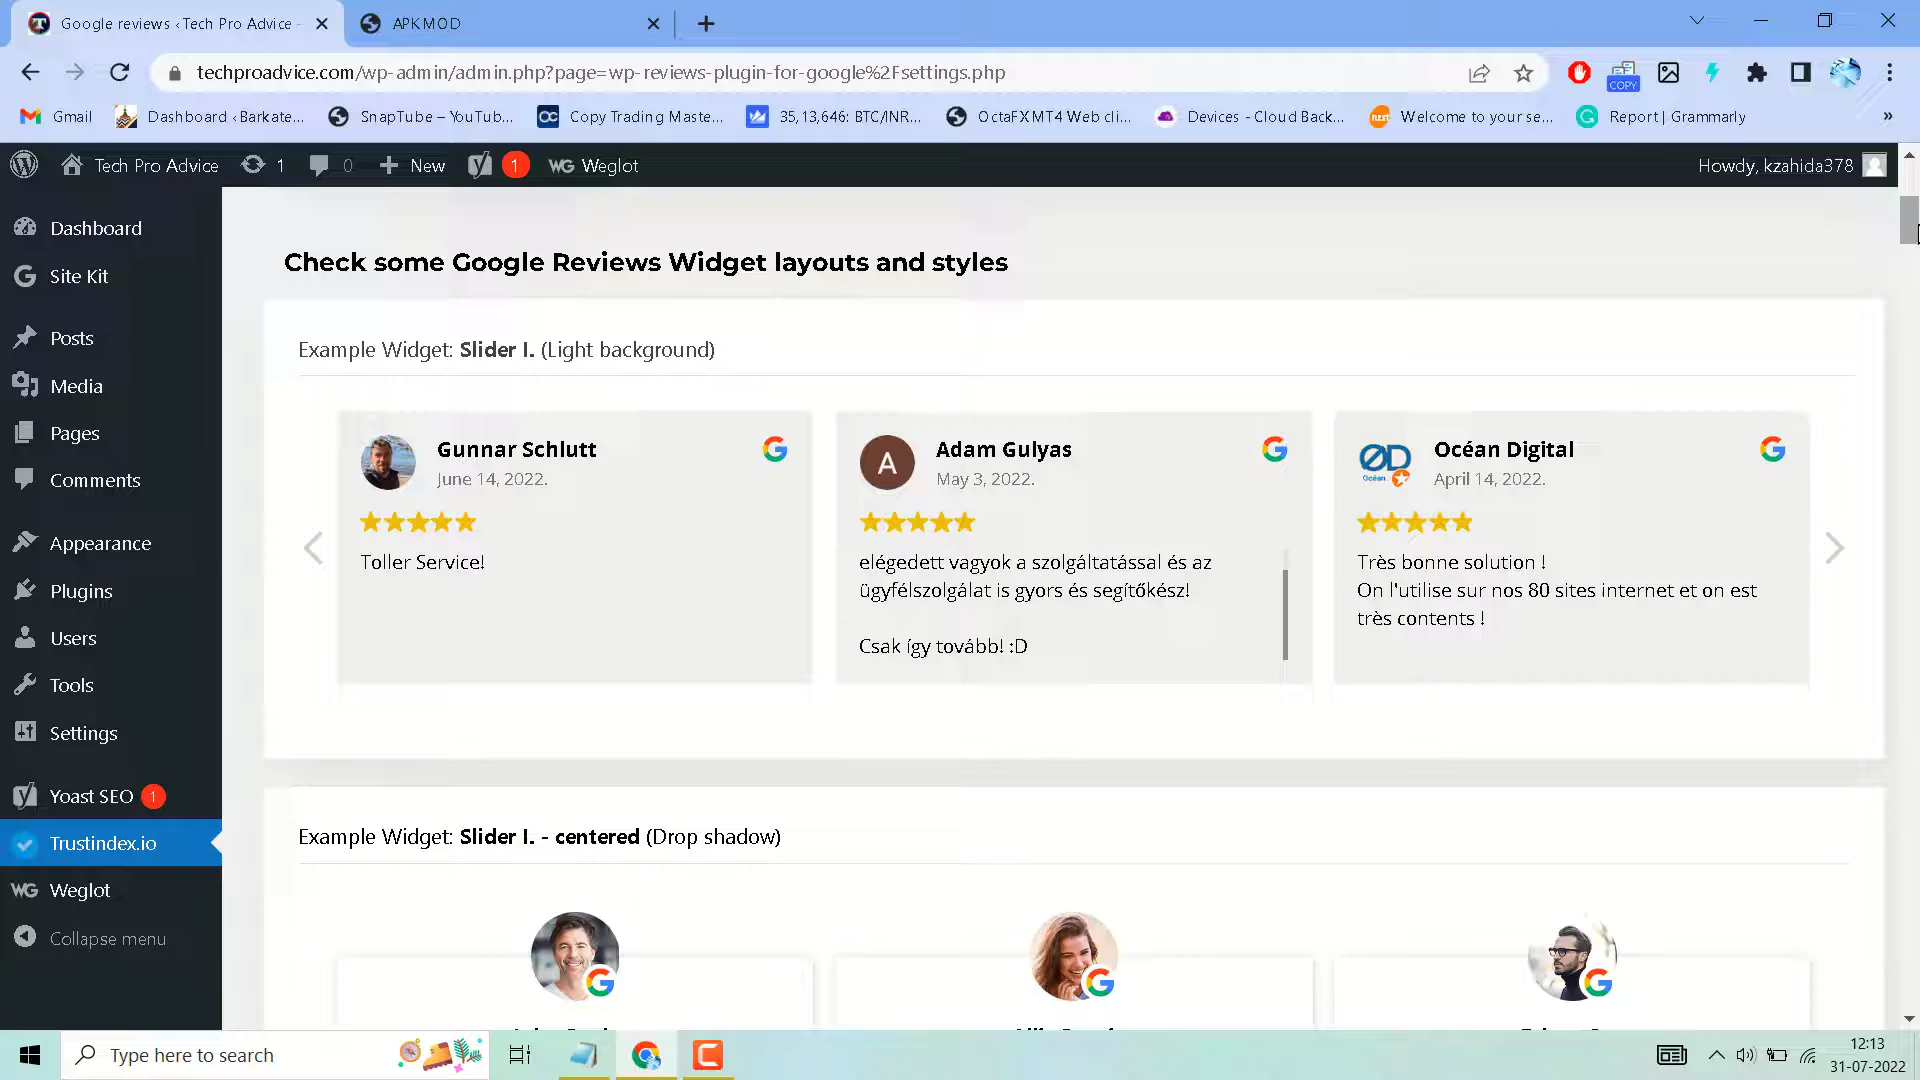 Google reviews ‹ Tech Pro Advice -
APKMOD
techproadvice.com/wp-admin/admin.php?page=wp-reviews-plugin-for-google%2Fsettings.php
COPY
Gmail
Dashboard ‹ Barkate...
SnapTube – YouTub...
Copy Trading Maste...
35,13,646: BTC/INR...
OctaFX MT4 Web cli...
Devices - Cloud Back...
Welcome to your se...
Report | Grammarly
»
Tech Pro Advice
1
0
New
1
WG Weglot
Howdy, kzahida378
Dashboard
Site Kit
Posts
Media
Pages
Comments
Appearance
Plugins
Users
Tools
Settings
Yoast SEO 1
Trustindex.io
WG Weglot
Collapse menu
Check some Google Reviews Widget layouts and styles
Example Widget: Slider I. (Light background)
Gunnar Schlutt
June 14, 2022.
Toller Service!
Adam Gulyas
A
May 3, 2022.
elégedett vagyok a szolgáltatással és az
ügyfélszolgálat is gyors és segítőkész!
Csak így tovább! :D
Océan Digital
April 14, 2022.
Très bonne solution !
On l'utilise sur nos 80 sites internet et on est
très contents !
Example Widget: Slider I. - centered (Drop shadow)
Type here to search
12:13
31-07-2022